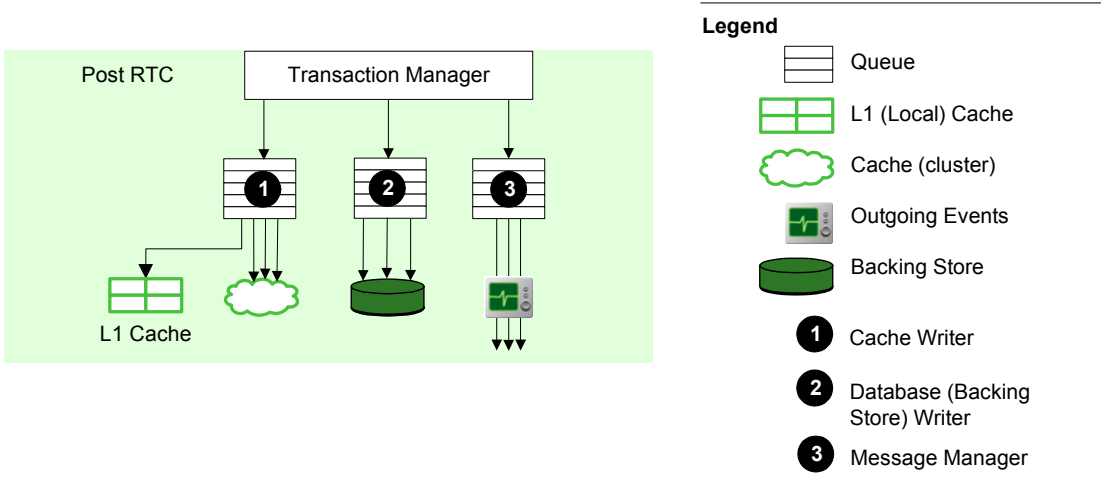 Post RTC
Transaction Manager
1
2
3
L1 Cache
Legend
Queue
L1 (Local) Cache
Cache (cluster)
Outgoing Events
Backing Store
1 Cache Writer
2 Database (Backing
Store) Writer
3 Message Manager